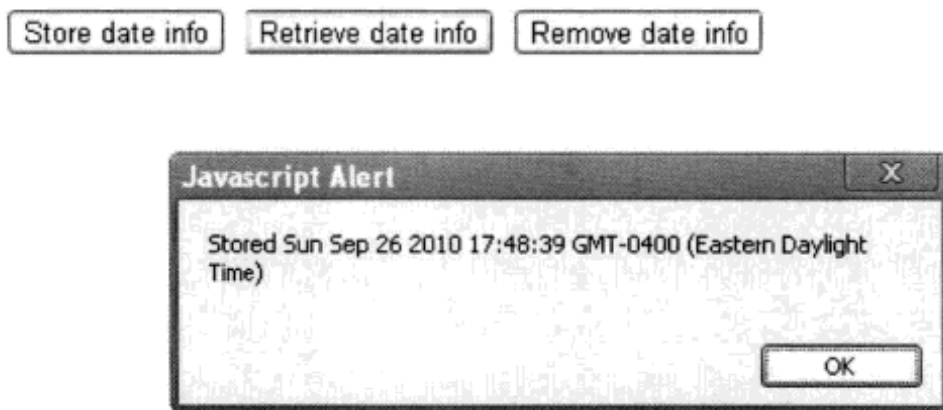 Store date info Retrieve date info Remove date info
Javascript Alert X
Stored Sun Sep 26 2010 17:48:39 GMT-0400 (Eastern Daylight
Time)
OK